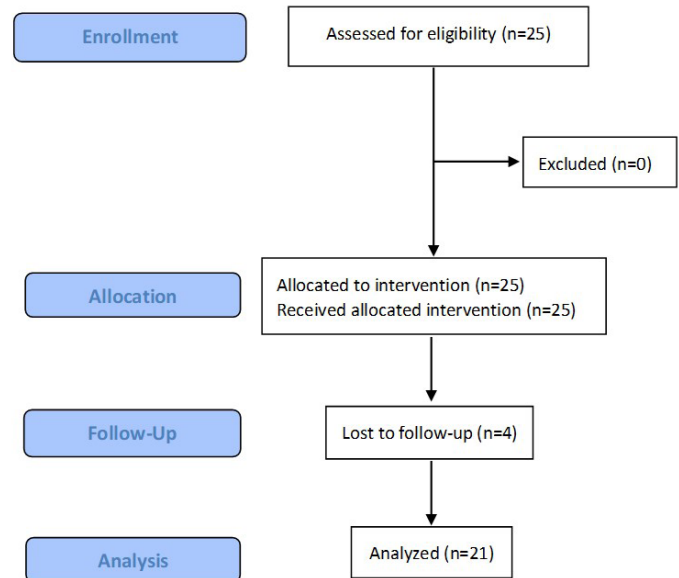 Enrollment
Assessed for eligibility (n=25)
Excluded (n=0)
Allocation
Allocated to intervention (n=25)
Received allocated intervention (n=25)
Follow-Up
Lost to follow-up (n=4)
Analysis
Analyzed (n=21)